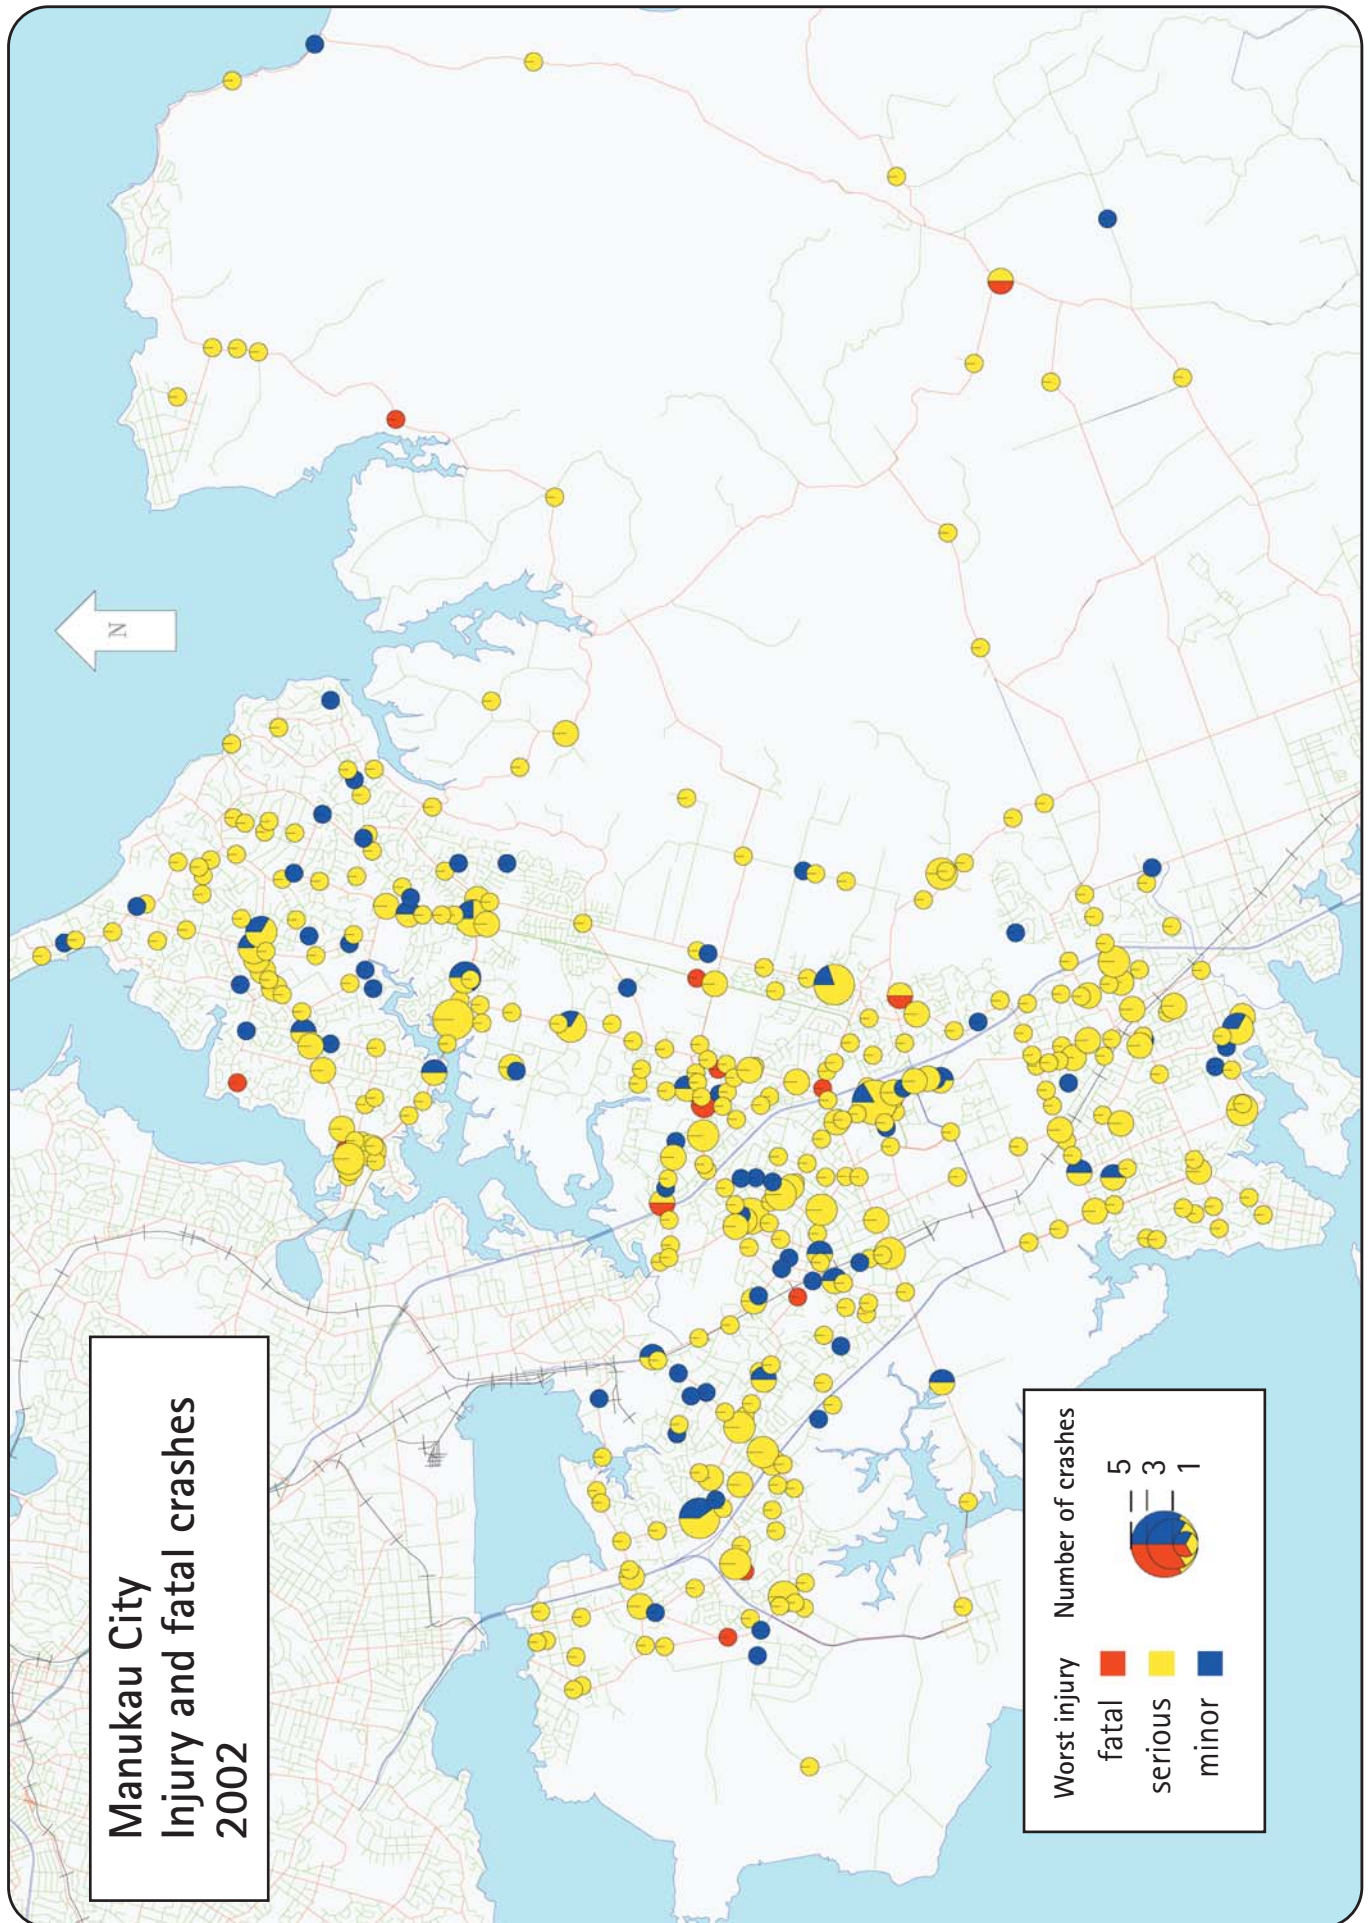 Manukau City
Injury and fatal crashes
2002
N
Worst injury
fatal
serious
minor
Number of crashes
5
3
1